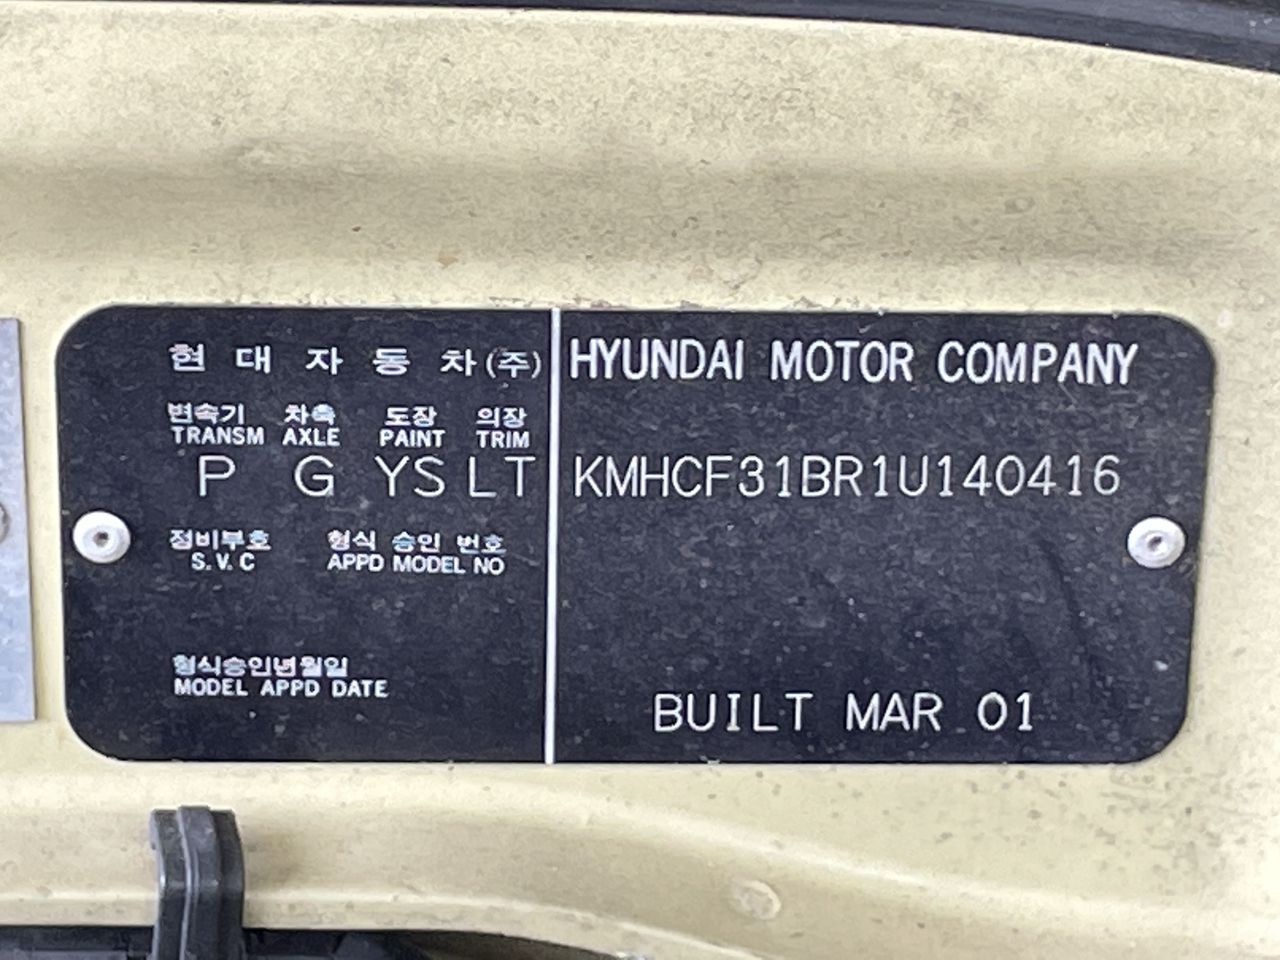 현대자동차(주)
변속기 차축 도장 의장
TRANSM AXLE PAINT TRIM
P G YS LT
정비부호 형식 승인 번호
S.V.C APPD MODEL NO
형식승인년월일
MODEL APPD DATE
HYUNDAI MOTOR COMPANY
KMHCF31BR1U140416
BUILT MAR 01